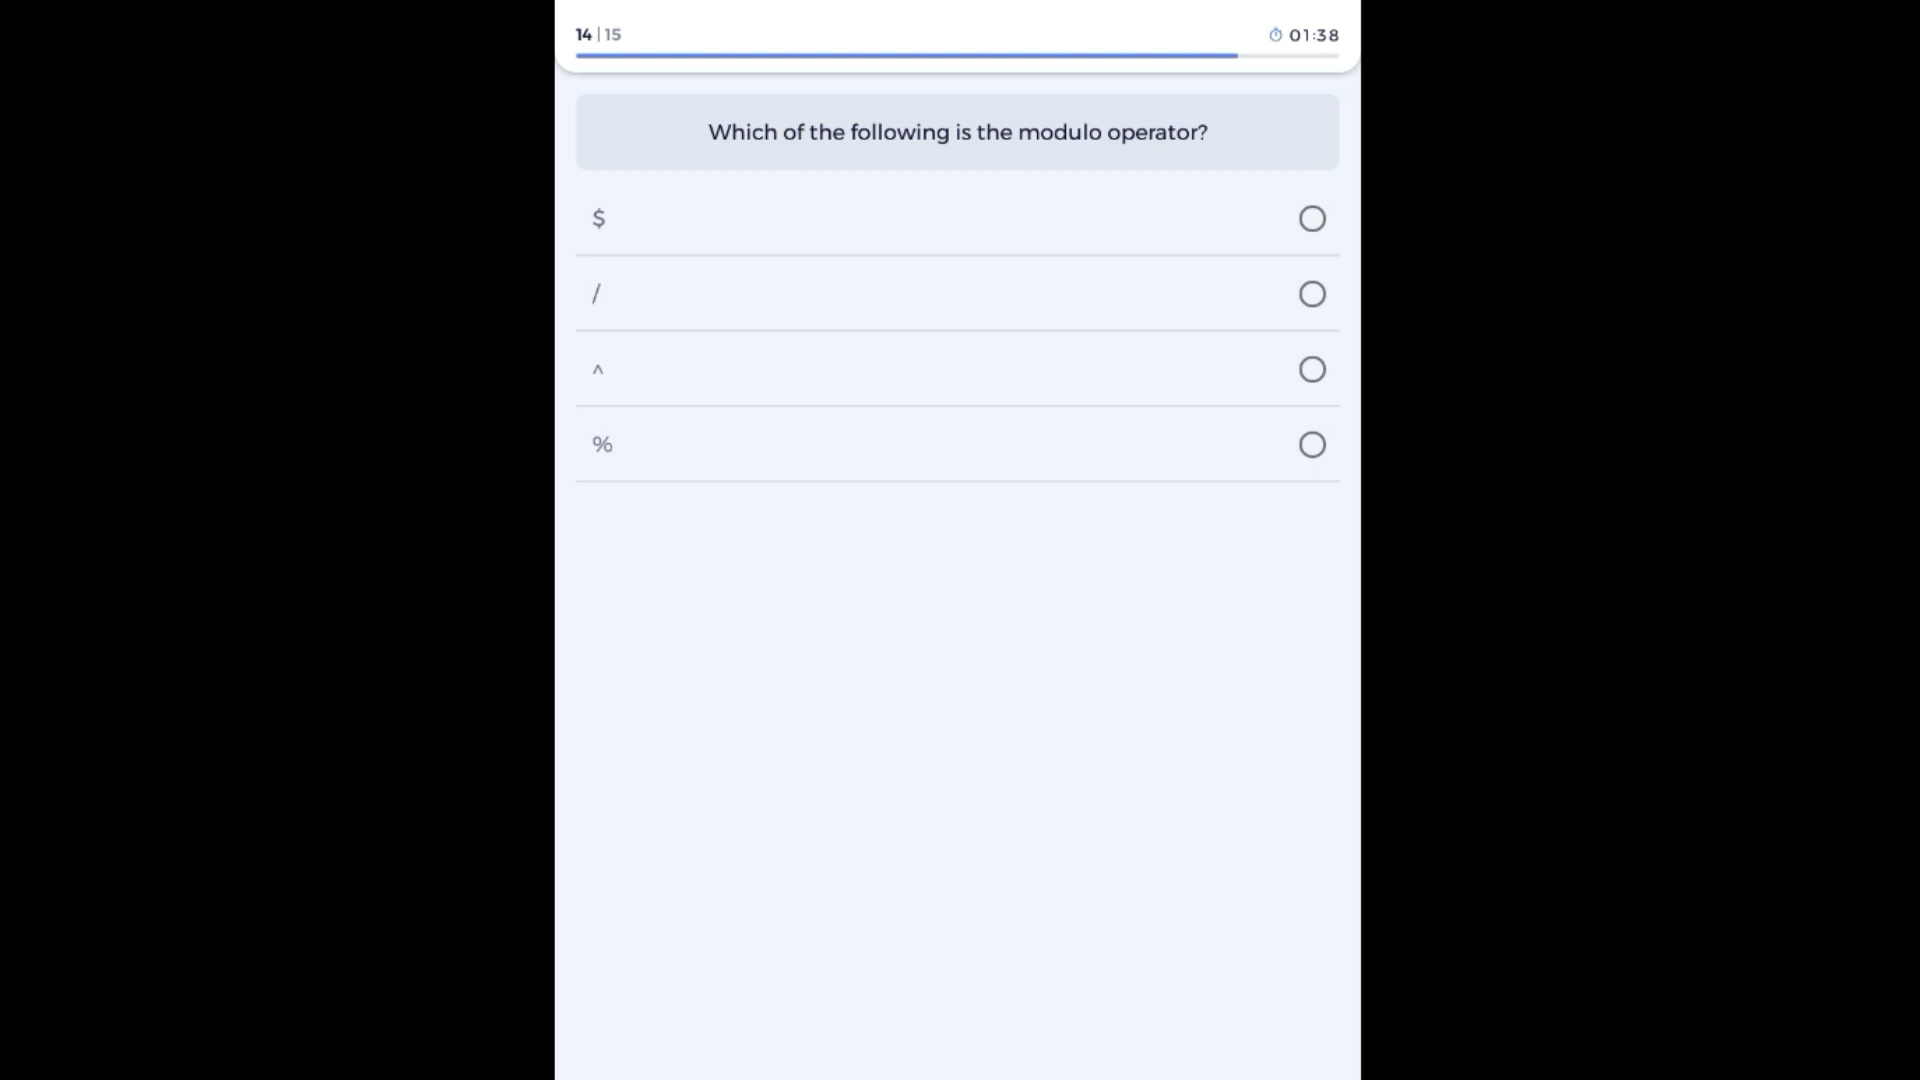 14 | 15
01:38
Which of the following is the modulo operator?
$
/
^
%